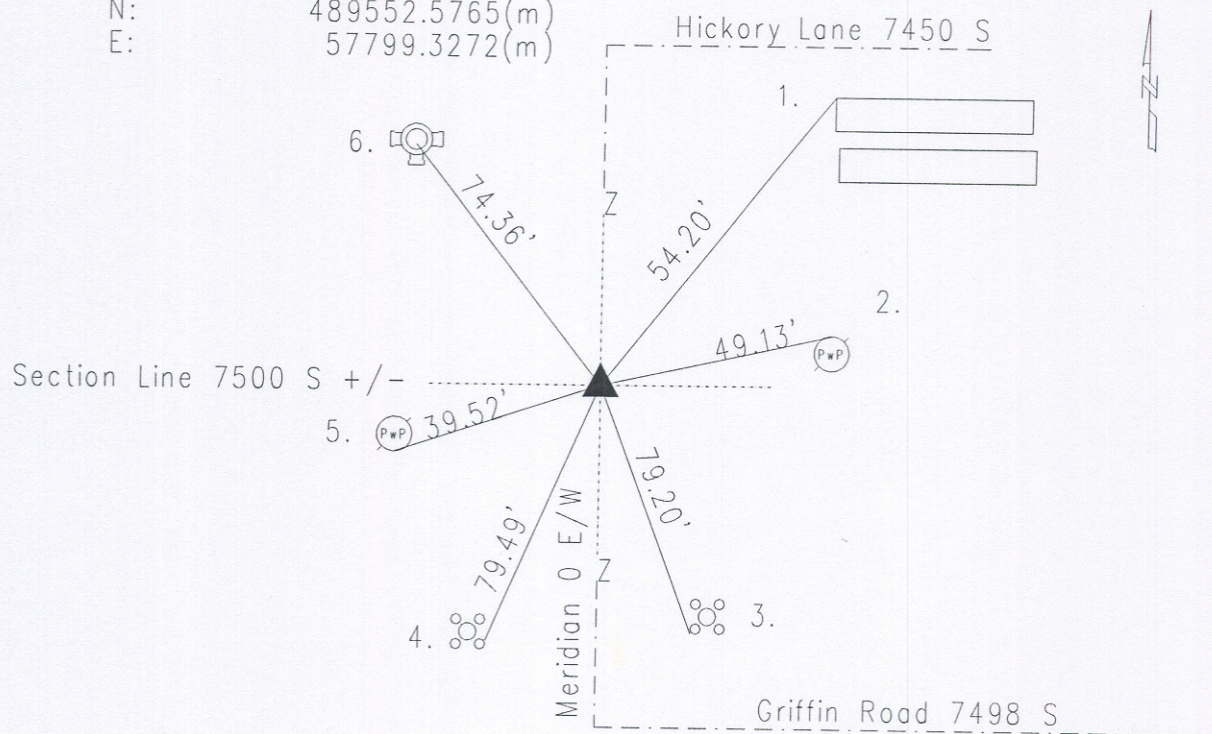 N: 489552.5765(m)
E: 57799.3272(m)
Hickory Lane 7450 S
N
1.
6.
74.36'
Z
54.20'
2.
49.13'
PwP
Section Line 7500 S +/-
5.
PwP
39.52'
79.20'
79.49'
Meridian 0 E/W
Z
4.
3.
Griffin Road 7498 S